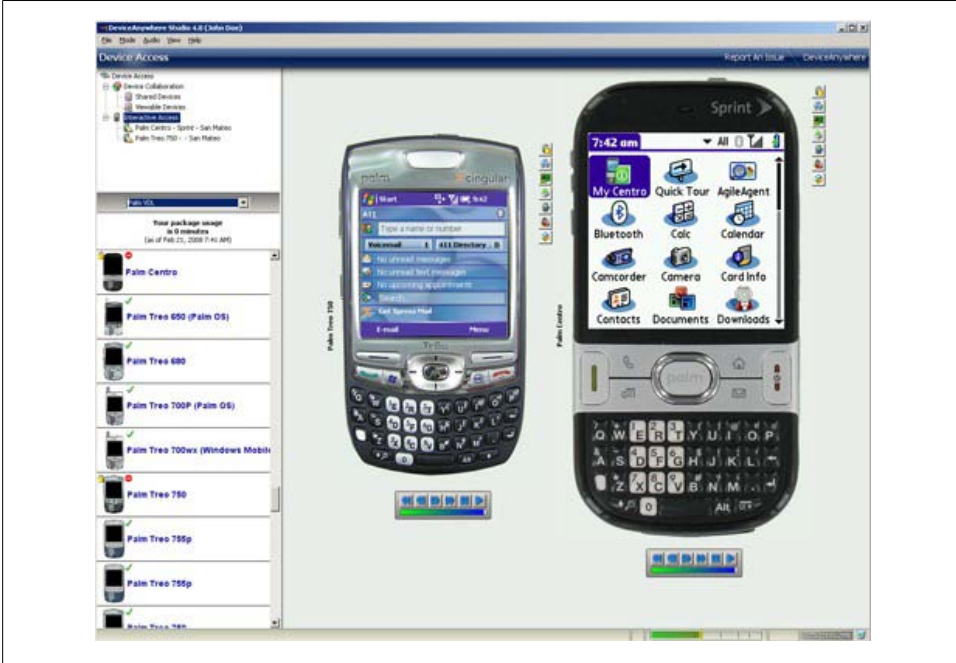 DeviceAnywhere Studio 4.0 (John Doe)
File Mode Audio View Help
Device Access
Report An Issue
DeviceAnywhere
Device Access
Device Collaboration
Shared Devices
Viewable Devices
Interactive Access
Palm Centro - Sprint - San Mateo
Palm Treo 750 - - San Mateo
Palm VDL
Your package usage
is 0 minutes
(as of Feb 21, 2008 7:41 AM)
Palm Centro
Palm Treo 650 (Palm OS)
Palm Treo 680
Palm Treo 700P (Palm OS)
Palm Treo 700wx (Windows Mobile
Palm Treo 750
Palm Treo 755p
Palm Treo 755p
Palm Treo 750
palm
cingular
Start
9:42
Type a name or number
Voicemail 1
411 Directory
No unread messages
No unread text messages
No upcoming appointments
Search
Get Xpress Mail
E-mail
Menu
Treo
Palm Centro
Sprint
7:42 am
All
My Centro
Quick Tour
AgileAgent
Bluetooth
Calc
Calendar
Camcorder
Camera
Card Info
Contacts
Documents
Downloads
palm
Q W E R T Y U I O P
A S D F G H J K L
Z X C V B N M .
0
Alt